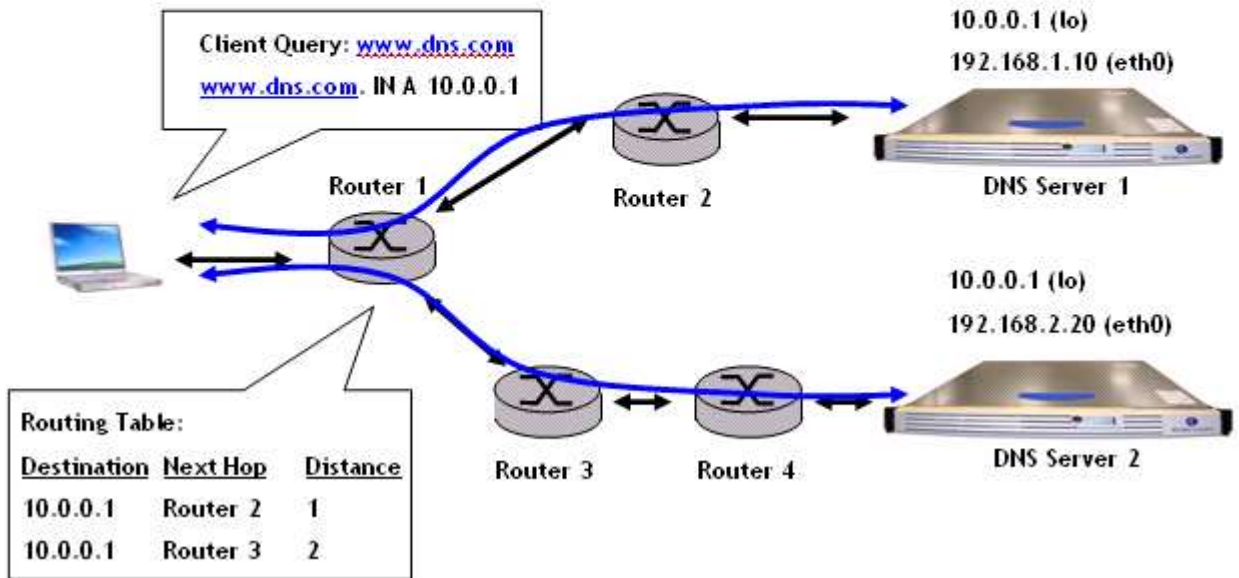 Client Query: www.dns.com
www.dns.com. IN A 10.0.0.1
10.0.0.1 (lo)
192.168.1.10 (eth0)
Router 1
Router 2
DNS Server 1
10.0.0.1 (lo)
192.168.2.20 (eth0)
Router 3
Router 4
DNS Server 2
Routing Table:
Destination Next Hop Distance
10.0.0.1 Router 2 1
10.0.0.1 Router 3 2